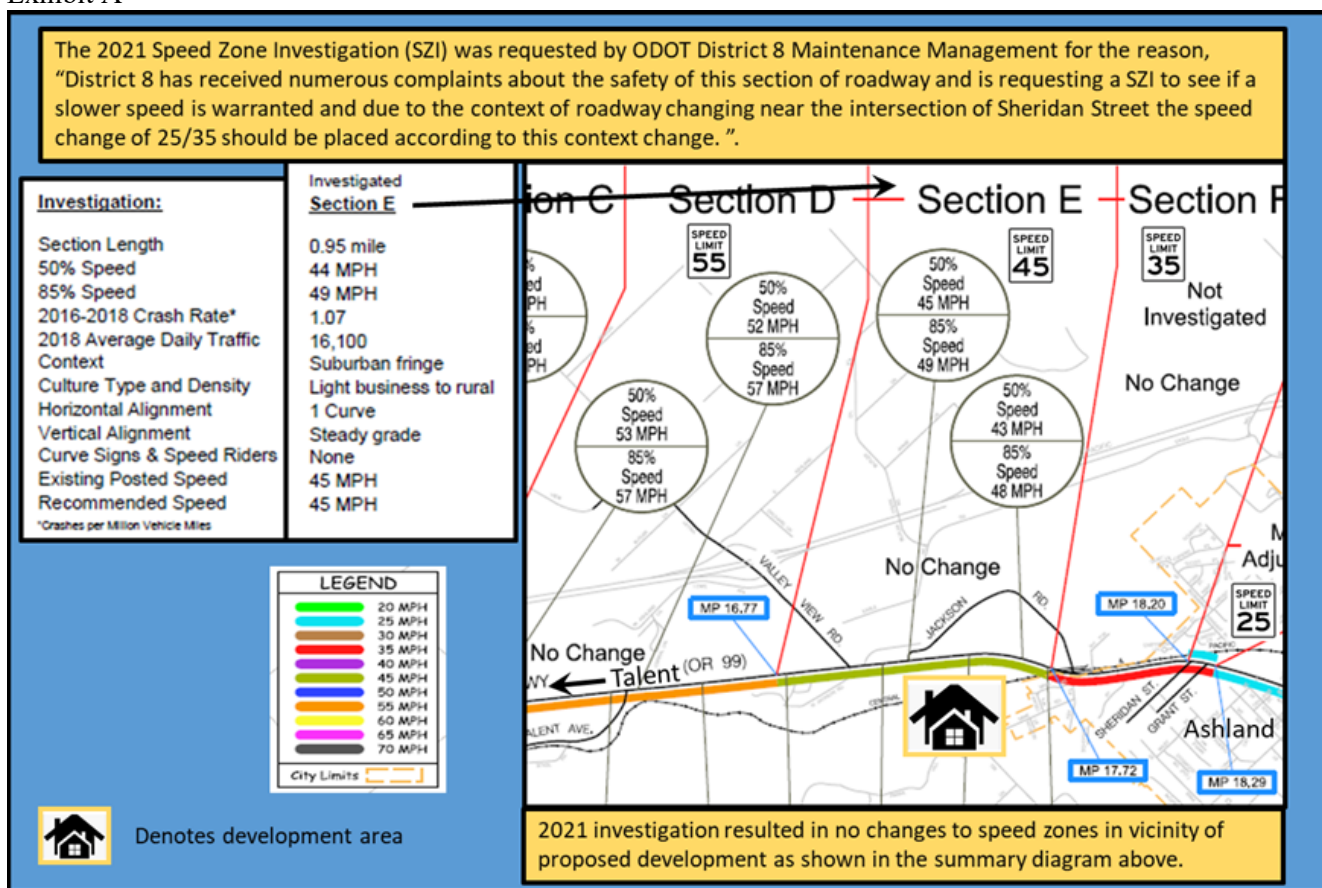 Exhibit A
The 2021 Speed Zone Investigation (SZI) was requested by ODOT District 8 Maintenance Management for the reason,
“District 8 has received numerous complaints about the safety of this section of roadway and is requesting a SZI to see if a
slower speed is warranted and due to the context of roadway changing near the intersection of Sheridan Street the speed
change of 25/35 should be placed according to this context change. ”.
Investigation:
Section Length
50% Speed
85% Speed
2016-2018 Crash Rate*
2018 Average Daily Traffic
Context
Culture Type and Density
Horizontal Alignment
Vertical Alignment
Curve Signs & Speed Riders
Existing Posted Speed
Recommended Speed
*Crashes per Million Vehicle Miles
Investigated
Section E
0.95 mile
44 MPH
49 MPH
1.07
16,100
Suburban fringe
Light business to rural
1 Curve
Steady grade
None
45 MPH
45 MPH
ion C
Section D
Section E
Section F
SPEED
LIMIT
55
SPEED
LIMIT
45
SPEED
LIMIT
35
Not
Investigated
No Change
%
ed
PH
%
ed
PH
50%
Speed
52 MPH
85%
Speed
57 MPH
50%
Speed
45 MPH
85%
Speed
49 MPH
50%
Speed
53 MPH
85%
Speed
57 MPH
50%
Speed
43 MPH
85%
Speed
48 MPH
PACIFIC
M
Adju
SPEED
LIMIT
25
No Change
VALLEY
VIEW RD
JACKSON
RD.
MP 16.77
MP 18.20
PACIFIC
No Change
WY
Talent (OR 99)
ALENT AVE.
CENTRAL
SHERIDAN ST.
GRANT ST.
Ashland
MP 17.72
MP 18.29
LEGEND
20 MPH
25 MPH
30 MPH
35 MPH
40 MPH
45 MPH
50 MPH
55 MPH
60 MPH
65 MPH
70 MPH
City Limits
Denotes development area
2021 investigation resulted in no changes to speed zones in vicinity of
proposed development as shown in the summary diagram above.